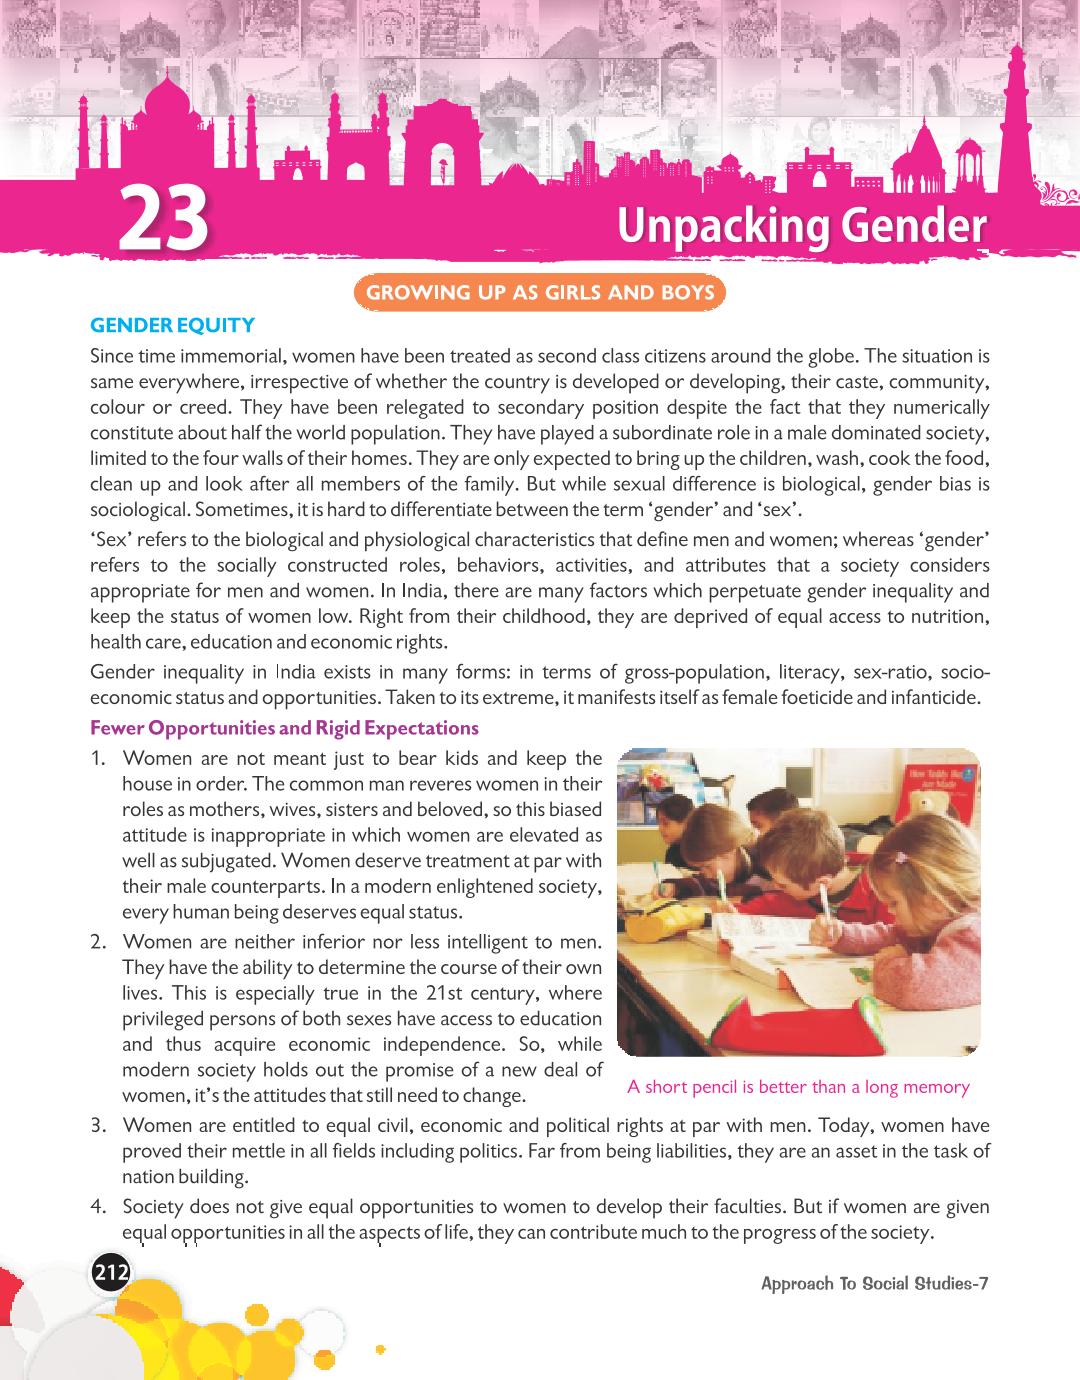 23
Unpacking Gender
GROWING UP AS GIRLS AND BOYS
GENDER EQUITY
Since time immemorial, women have been treated as second class citizens around the globe. The situation is
same everywhere, irrespective of whether the country is developed or developing, their caste, community,
colour or creed. They have been relegated to secondary position despite the fact that they numerically
constitute about half the world population. They have played a subordinate role in a male dominated society,
limited to the four walls of their homes. They are only expected to bring up the children, wash, cook the food,
clean up and look after all members of the family. But while sexual difference is biological, gender bias is
sociological. Sometimes, it is hard to differentiate between the term ‘gender’ and ‘sex’.
‘Sex’ refers to the biological and physiological characteristics that define men and women; whereas ‘gender’
refers to the socially constructed roles, behaviors, activities, and attributes that a society considers
appropriate for men and women. In India, there are many factors which perpetuate gender inequality and
keep the status of women low. Right from their childhood, they are deprived of equal access to nutrition,
health care, education and economic rights.
Gender inequality in India exists in many forms: in terms of gross-population, literacy, sex-ratio, socio-
economic status and opportunities. Taken to its extreme, it manifests itself as female foeticide and infanticide.
Fewer Opportunities and Rigid Expectations
1. Women are not meant just to bear kids and keep the
house in order. The common man reveres women in their
roles as mothers, wives, sisters and beloved, so this biased
attitude is inappropriate in which women are elevated as
well as subjugated. Women deserve treatment at par with
their male counterparts. In a modern enlightened society,
every human being deserves equal status.
2. Women are neither inferior nor less intelligent to men.
They have the ability to determine the course of their own
lives. This is especially true in the 21st century, where
privileged persons of both sexes have access to education
and thus acquire economic independence. So, while
modern society holds out the promise of a new deal of
women, it’s the attitudes that still need to change.
How Teddy Bears
Are Made
A short pencil is better than a long memory
3. Women are entitled to equal civil, economic and political rights at par with men. Today, women have
proved their mettle in all fields including politics. Far from being liabilities, they are an asset in the task of
nation building.
4. Society does not give equal opportunities to women to develop their faculties. But if women are given
equal opportunities in all the aspects of life, they can contribute much to the progress of the society.
212
Approach To Social Studies-7